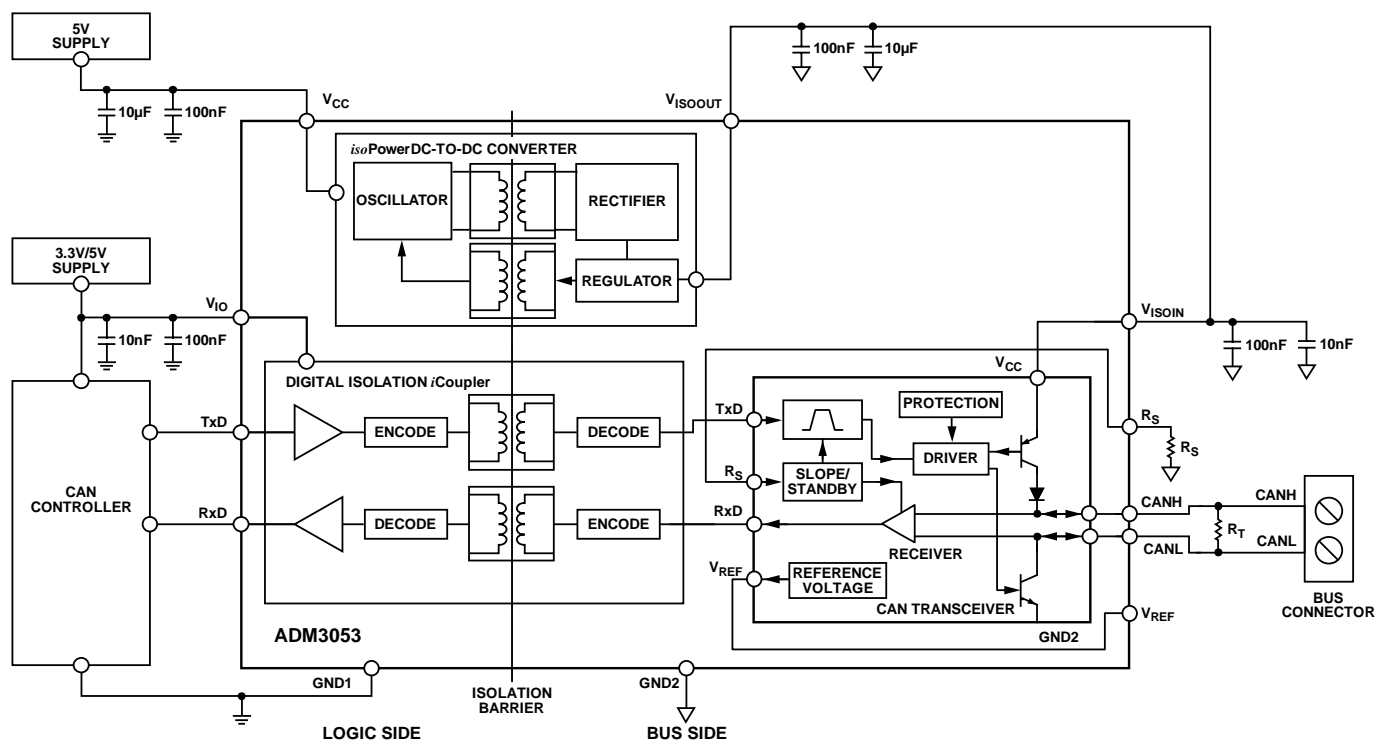 5V
SUPPLY
10µF
100nF
VCC
VISOOUT
100nF
10µF
isoPower DC-TO-DC CONVERTER
OSCILLATOR
RECTIFIER
REGULATOR
3.3V/5V
SUPPLY
VIO
10nF
100nF
VISOIN
100nF
10nF
DIGITAL ISOLATION iCoupler
VCC
TxD
ENCODE
DECODE
TxD
PROTECTION
DRIVER
RS
RS
CAN
CONTROLLER
RS
SLOPE/
STANDBY
RxD
DECODE
ENCODE
RxD
RECEIVER
CANH
CANH
RT
CANL
CANL
VREF
REFERENCE
VOLTAGE
CAN TRANSCEIVER
VREF
BUS
CONNECTOR
ADM3053
GND2
GND1
ISOLATION
BARRIER
GND2
LOGIC SIDE
BUS SIDE